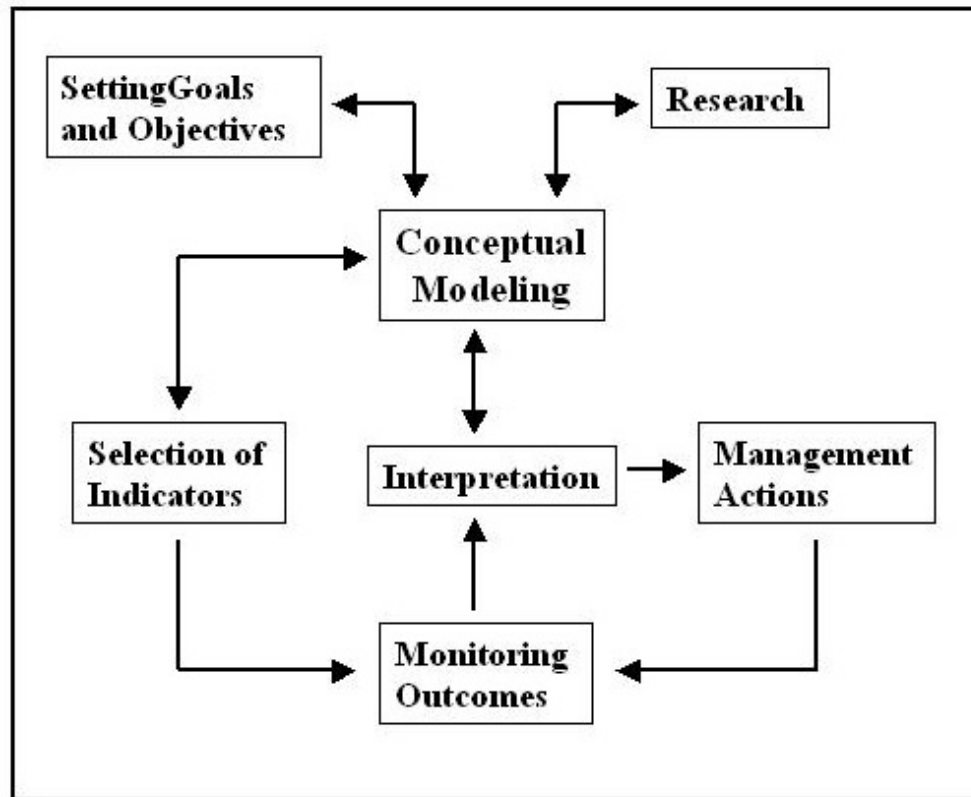 SettingGoals
and Objectives
Research
Conceptual
Modeling
Selection of
Indicators
Interpretation
Management
Actions
Monitoring
Outcomes